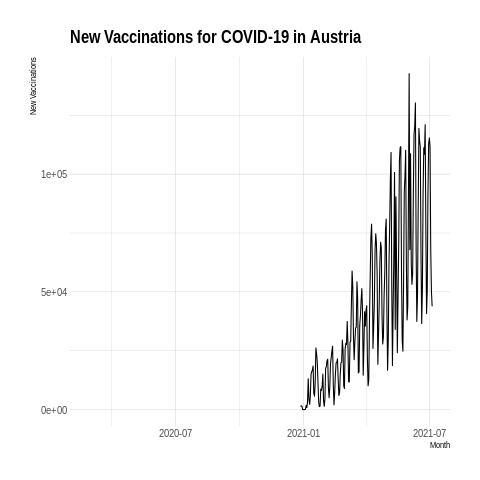 New Vaccinations for COVID-19 in Austria
New Vaccinations
1e+05
5e+04
0e+00
2020-07 2021-01 2021-07
Month